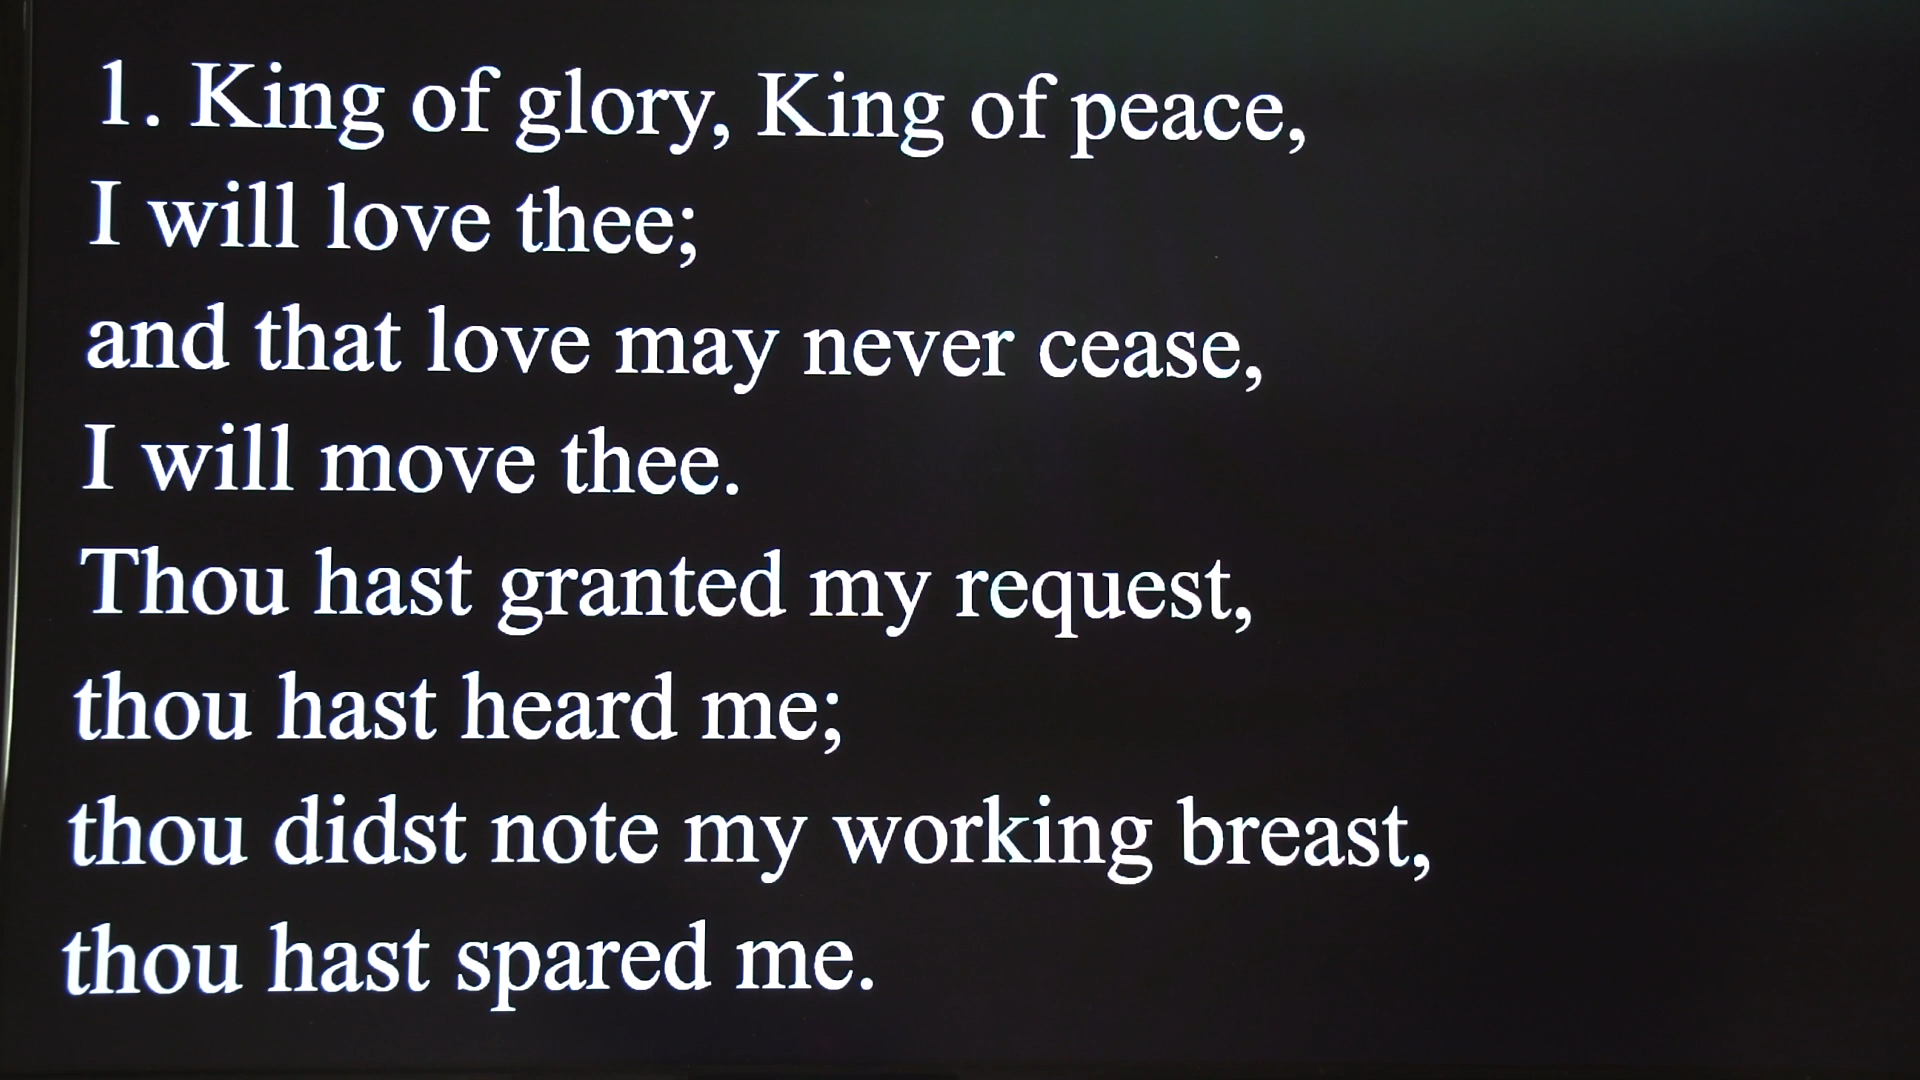 1. King of glory, King of peace,
I will love thee;
and that love may never cease,
I will move thee.
Thou hast granted my request,
thou hast heard me;
thou didst note my working breast,
thou hast spared me.